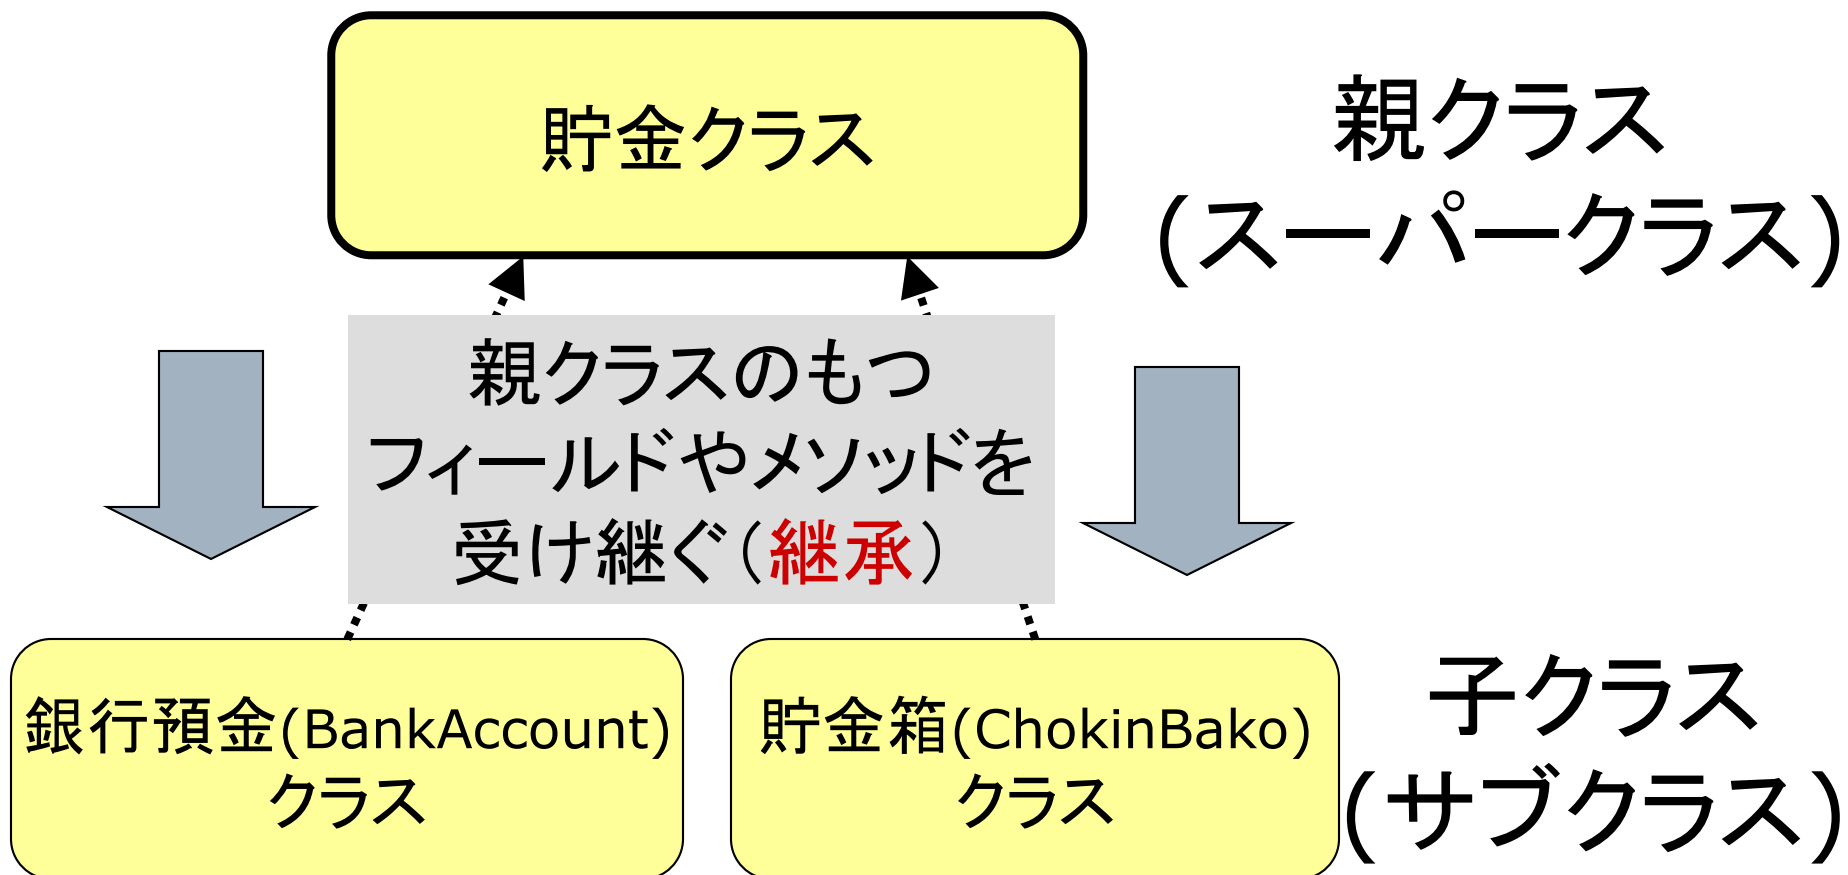 貯金クラス
親クラス
(スーパークラス)
親クラスのもつ
フィールドやメソッドを
受け継ぐ（継承）
銀行預金(BankAccount)
クラス
貯金箱(ChokinBako)
クラス
子クラス
(サブクラス)